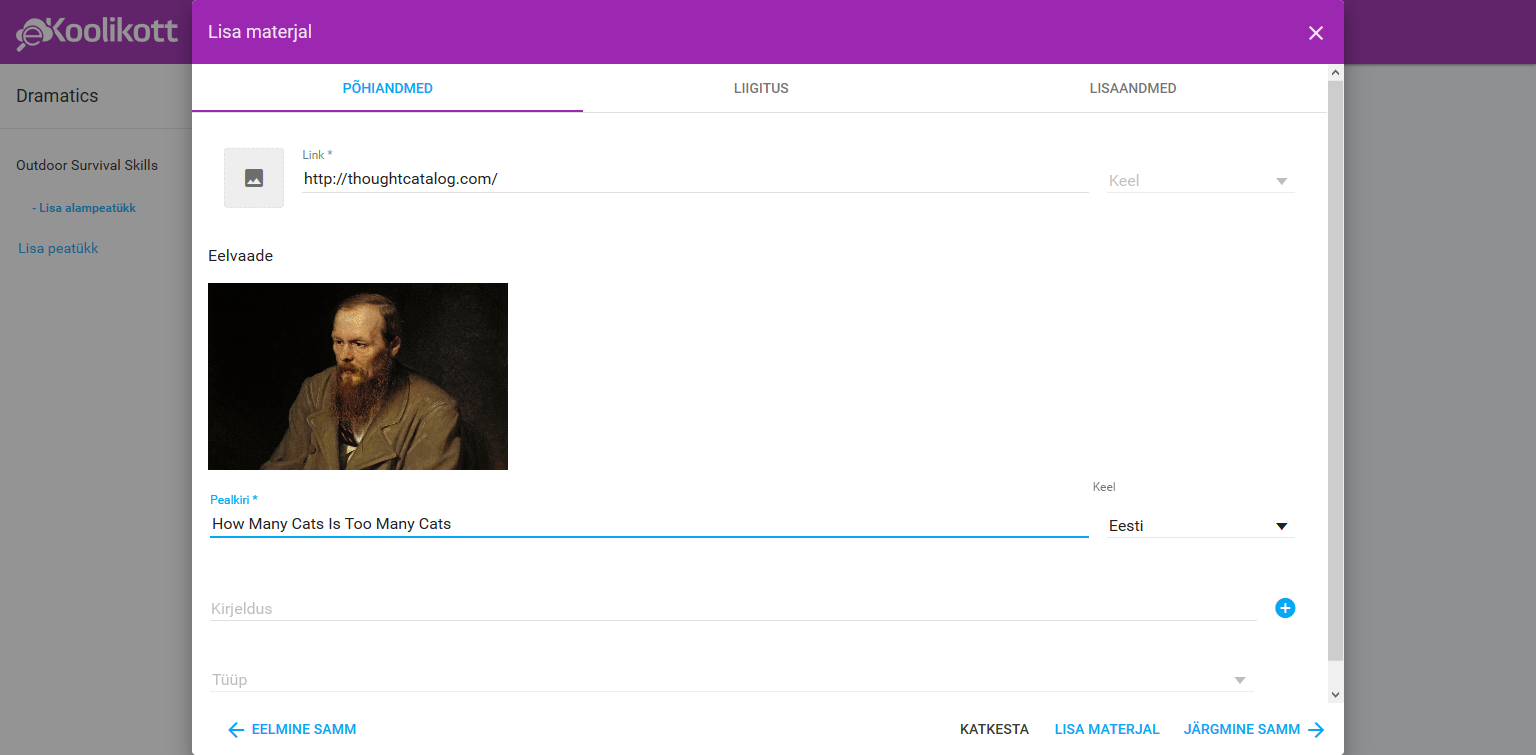 eKoolikott
Lisa materjal
Dramatics
PÕHIANDMED
LIIGITUS
LISAANDMED
Outdoor Survival Skills
- Lisa alampeatükk
Lisa peatükk
Link *
http://thoughtcatalog.com/
Keel
Eelvaade
Pealkiri *
Keel
How Many Cats Is Too Many Cats
Eesti
Kirjeldus
Tüüp
EELMINE SAMM
KATKESTA
LISA MATERJAL
JÄRGMINE SAMM